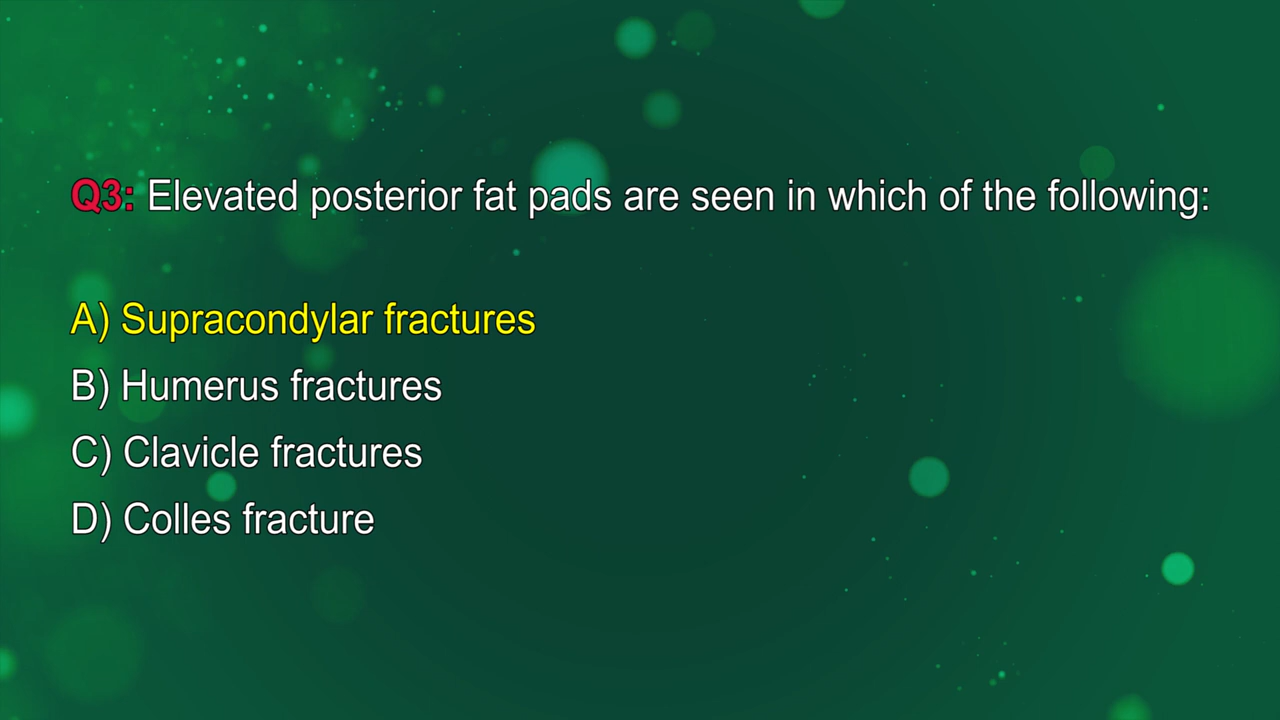 Q3: Elevated posterior fat pads are seen in which of the following:
A) Supracondylar fractures
B) Humerus fractures
C) Clavicle fractures
D) Colles fracture